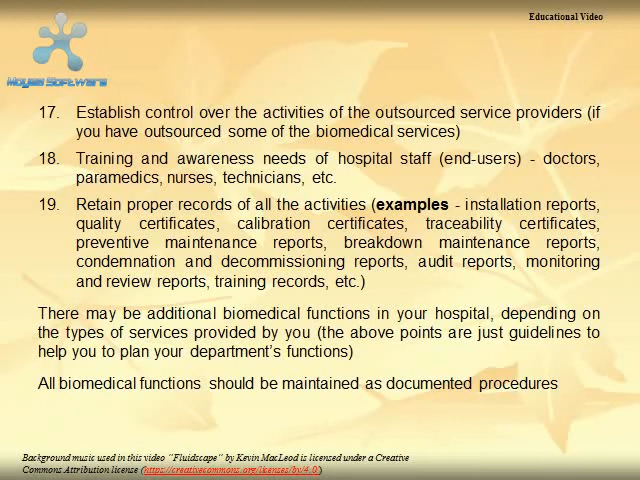 Educational Video
Moyas Software
17. Establish control over the activities of the outsourced service providers (if
you have outsourced some of the biomedical services)
18. Training and awareness needs of hospital staff (end-users) - doctors,
paramedics, nurses, technicians, etc.
19. Retain proper records of all the activities (examples - installation reports,
quality certificates, calibration certificates, traceability certificates,
preventive maintenance reports, breakdown maintenance reports,
condemnation and decommissioning reports, audit reports, monitoring
and review reports, training records, etc.)
There may be additional biomedical functions in your hospital, depending on
the types of services provided by you (the above points are just guidelines to
help you to plan your department's functions)
All biomedical functions should be maintained as documented procedures
Background music used in this video "Fluidscape" by Kevin MacLeod is licensed under a Creative
Commons Attribution license (https://creativecommons.org/licenses/by/4.0/)